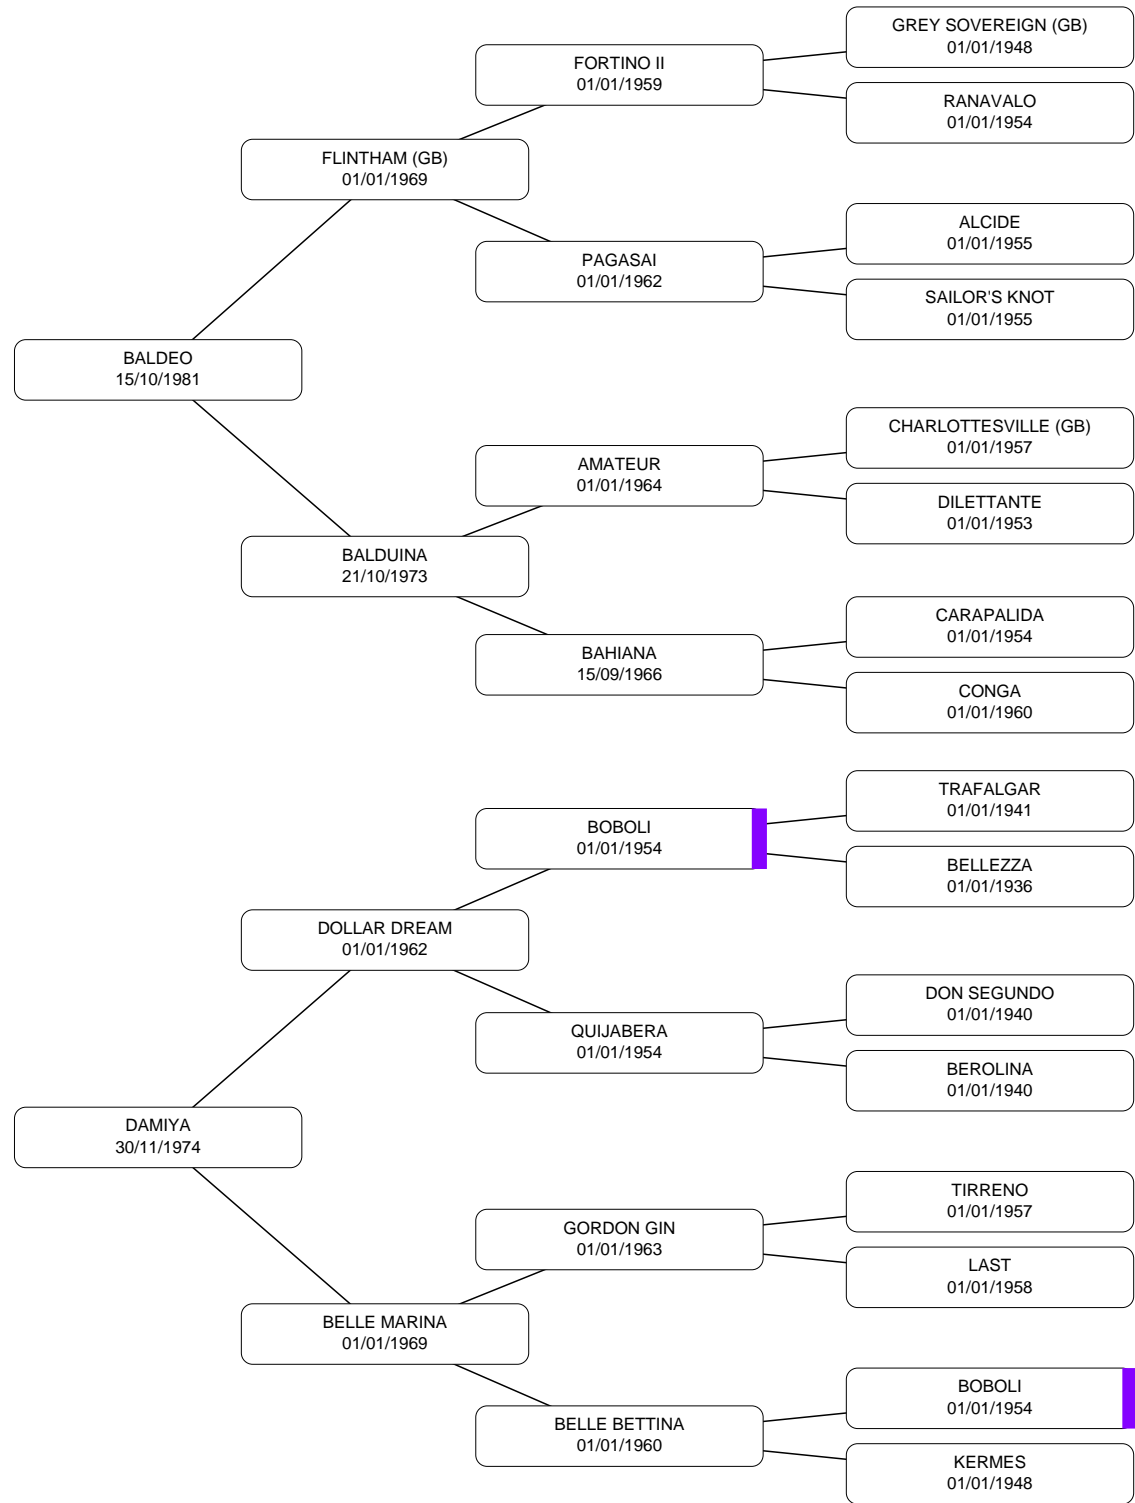 GREY SOVEREIGN (GB)
01/01/1948
FORTINO II
01/01/1959
RANAVALO
01/01/1954
FLINTHAM (GB)
01/01/1969
ALCIDE
01/01/1955
PAGASAI
01/01/1962
SAILOR'S KNOT
01/01/1955
BALDEO
15/10/1981
CHARLOTTESVILLE (GB)
01/01/1957
AMATEUR
01/01/1964
DILETTANTE
01/01/1953
BALDUINA
21/10/1973
CARAPALIDA
01/01/1954
BAHIANA
15/09/1966
CONGA
01/01/1960
TRAFALGAR
01/01/1941
BOBOLI
01/01/1954
BELLEZZA
01/01/1936
DOLLAR DREAM
01/01/1962
DON SEGUNDO
01/01/1940
QUIJABERA
01/01/1954
BEROLINA
01/01/1940
DAMIYA
30/11/1974
TIRRENO
01/01/1957
GORDON GIN
01/01/1963
LAST
01/01/1958
BELLE MARINA
01/01/1969
BOBOLI
01/01/1954
BELLE BETTINA
01/01/1960
KERMES
01/01/1948